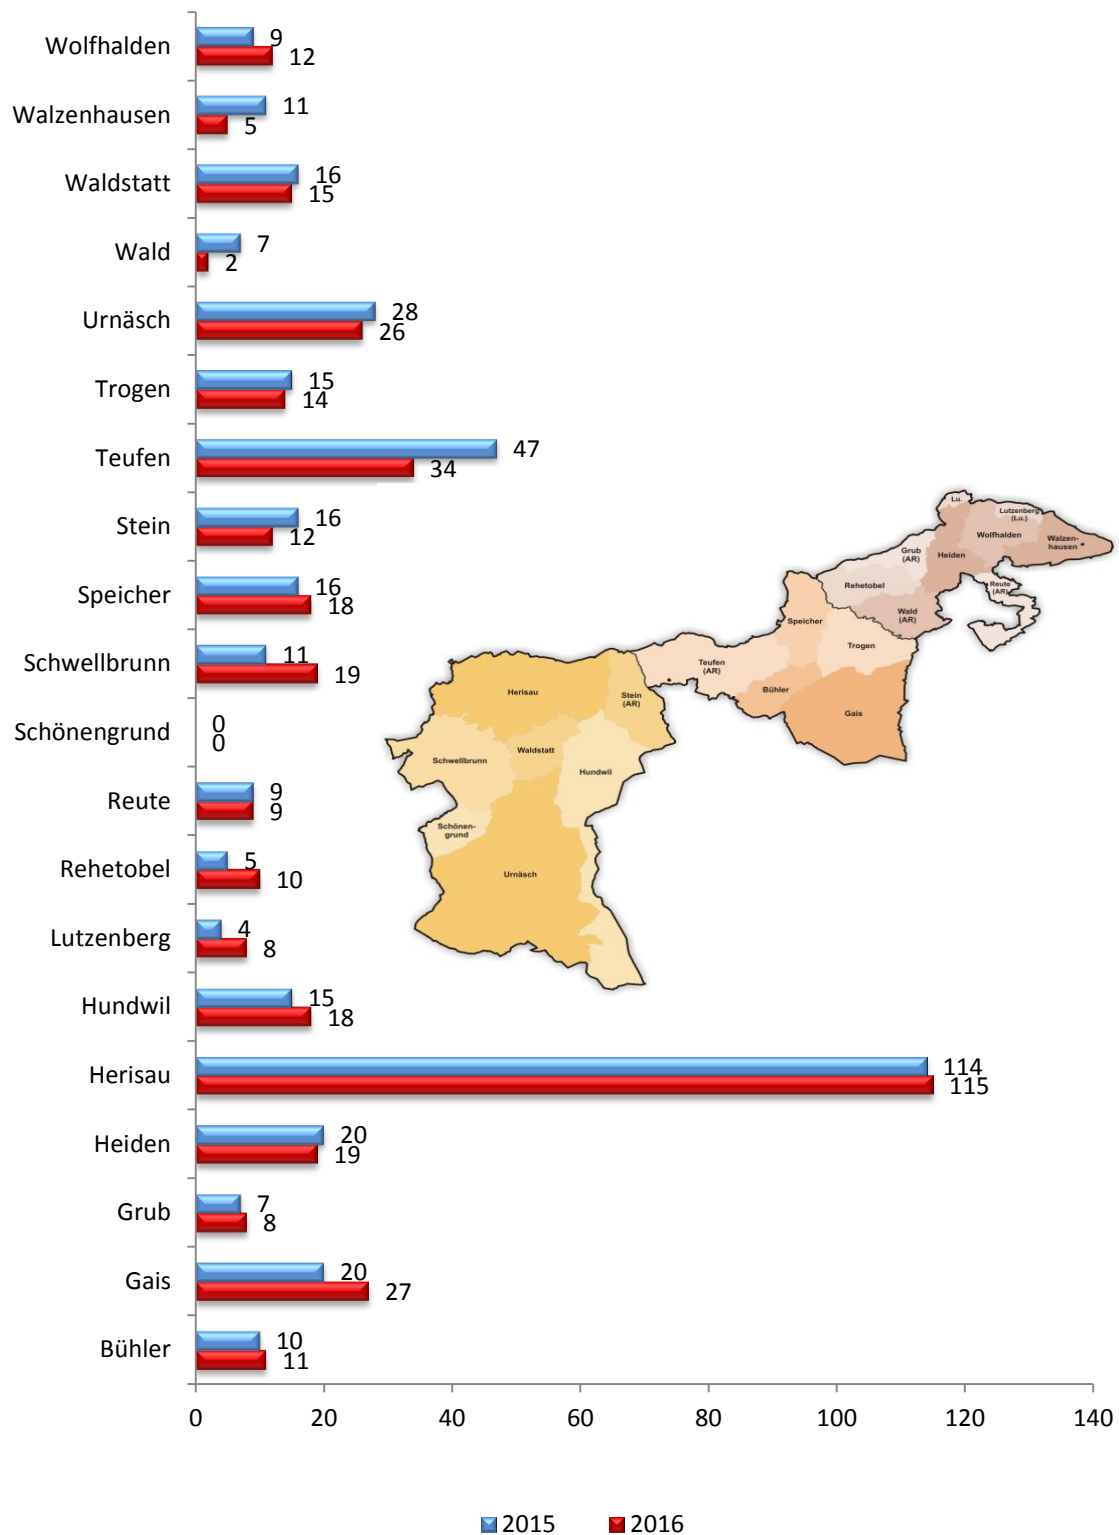 Wolfhalden
9
12
Walzenhausen
11
5
Waldstatt
16
15
Wald
7
2
Urnäsch
28
26
Trogen
15
14
Teufen
47
34
Stein
16
12
Speicher
16
18
Schwellbrunn
11
19
Schönengrund
0
0
Reute
9
9
Rehetobel
5
10
Lutzenberg
4
8
Hundwil
15
18
Herisau
114
115
Heiden
20
19
Grub
7
8
Gais
20
27
Bühler
10
11
0 20 40 60 80 100 120 140
2015 2016
Lu.
Lutzenberg
(Lu.)
Wolfhalden
Walzen-
hausen
Grub
(AR)
Heiden
Rehetobel
Reute
(AR)
Wald
(AR)
Speicher
Trogen
Teufen
(AR)
Bühler
Gais
Herisau
Stein
(AR)
Waldstatt
Schwellbrunn
Hundwil
Schönen-
grund
Urnäsch